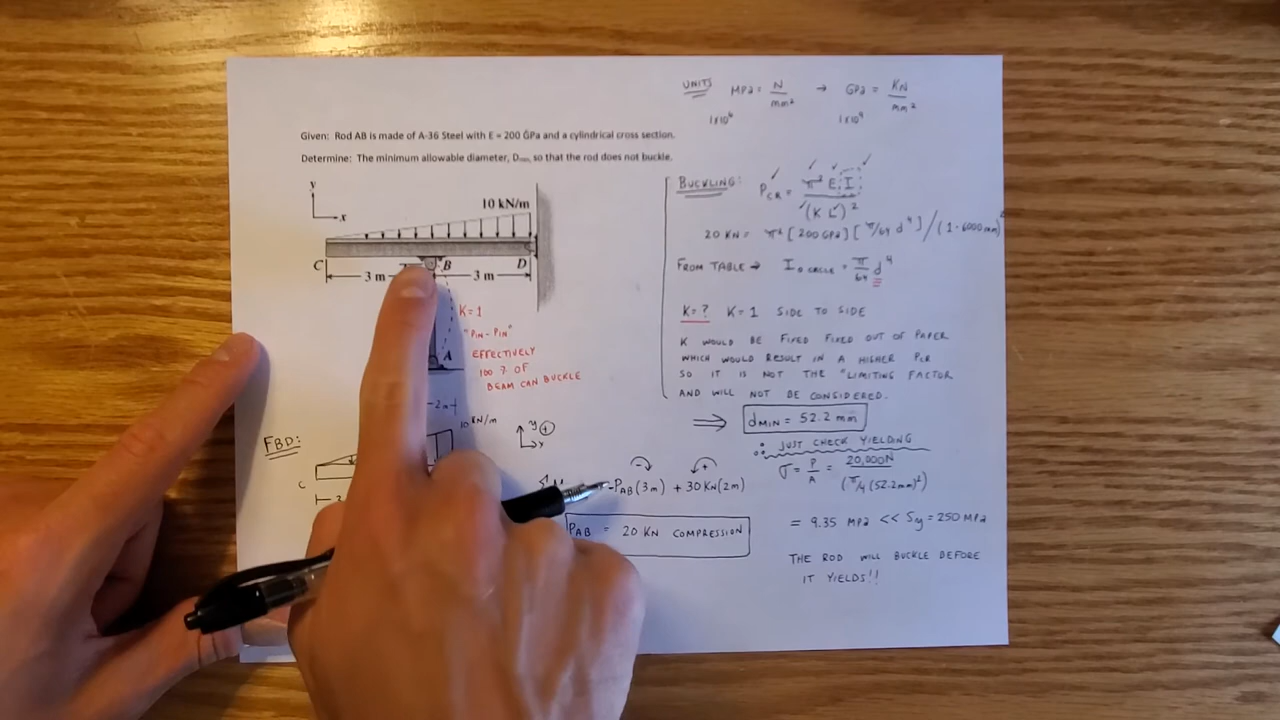 UNITS MPa = N/mm² → GPa = KN/mm²
1x10⁶ 1x10⁹
Given: Rod AB is made of A-36 Steel with E = 200 GPa and a cylindrical cross section.
Determine: The minimum allowable diameter, Dmin, so that the rod does not buckle.
y
x
10 kN/m
C B D
3 m 3 m
K=1
"PIN-PIN"
EFFECTIVELY
100 % OF
BEAM CAN BUCKLE
A
2m
10 KN/m
FBD:
C
y
x
+
- +
-PAB(3m) + 30 KN(2m)
PAB = 20 KN COMPRESSION
BUCKLING: PCR = π² E I / (K L)²
20 KN = π² [200 GPa] [π/64 d⁴] / (1·6000mm)²
FROM TABLE → I CIRCLE = π/64 d⁴
K=? K=1 SIDE TO SIDE
K WOULD BE FIXED FIXED OUT OF PAPER
WHICH WOULD RESULT IN A HIGHER PCR
SO IT IS NOT THE "LIMITING FACTOR
AND WILL NOT BE CONSIDERED.
⇒ dMIN = 52.2 mm
JUST CHECK YIELDING
σ = P/A = 20,000N / (π/4 (52.2mm)²)
= 9.35 MPa << Sy = 250 MPa
THE ROD WILL BUCKLE BEFORE
IT YIELDS!!